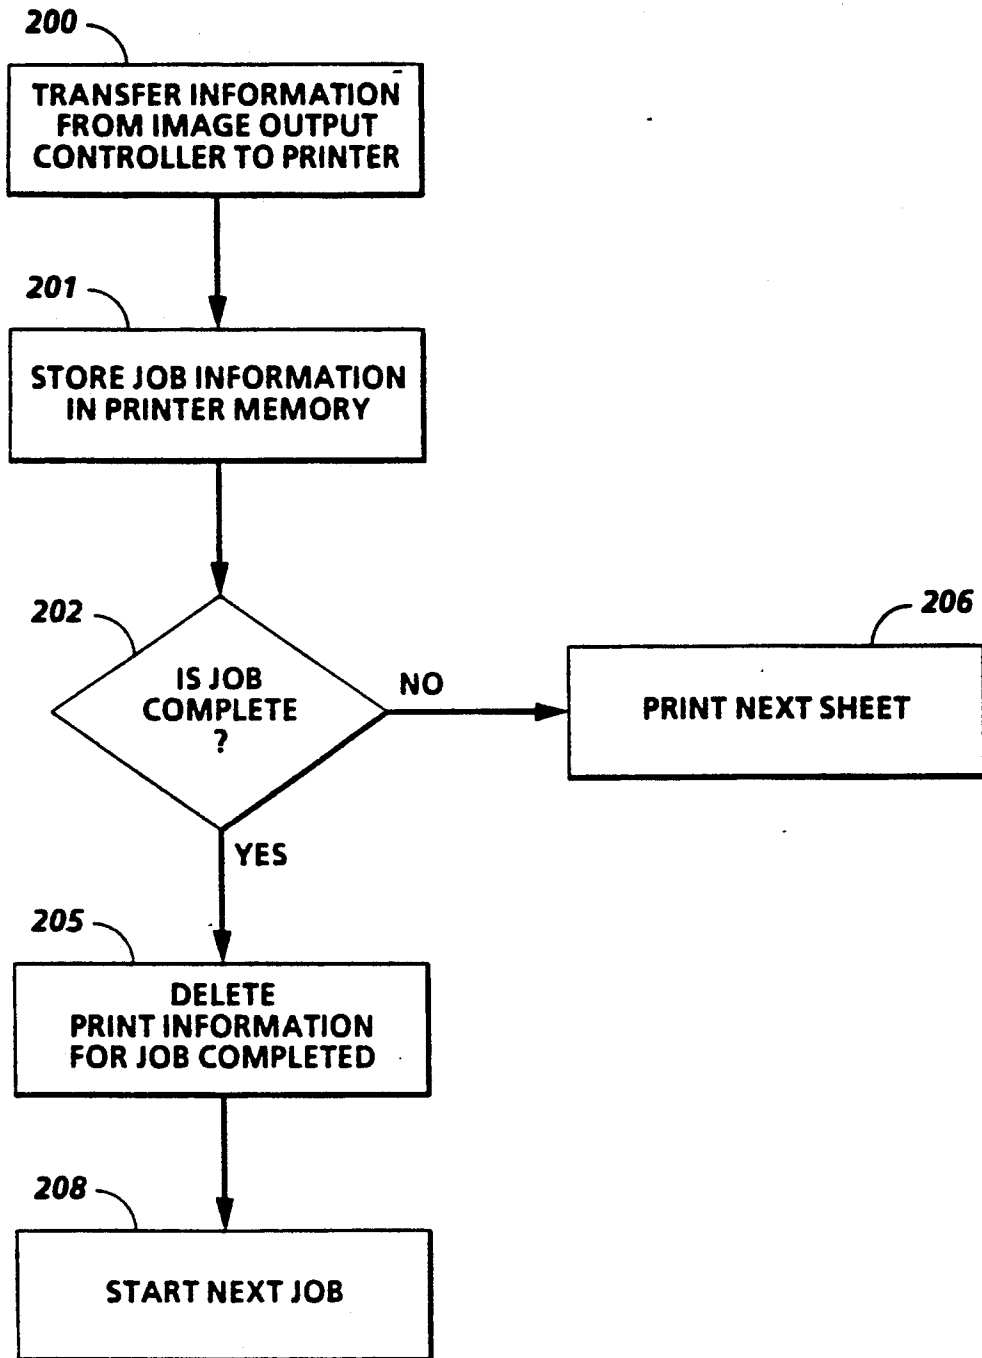 200
TRANSFER INFORMATION
FROM IMAGE OUTPUT
CONTROLLER TO PRINTER
201
STORE JOB INFORMATION
IN PRINTER MEMORY
202
IS JOB
COMPLETE
?
NO
206
PRINT NEXT SHEET
YES
205
DELETE
PRINT INFORMATION
FOR JOB COMPLETED
208
START NEXT JOB